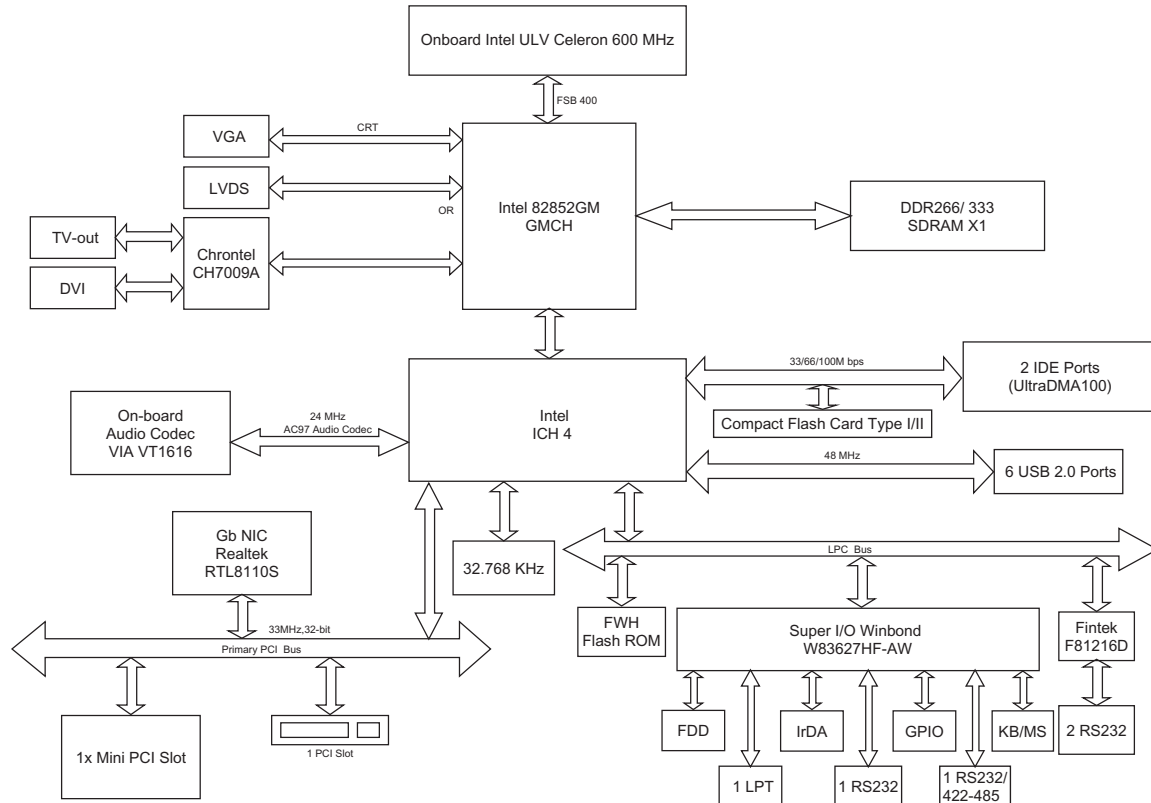 Onboard Intel ULV Celeron 600 MHz
FSB 400
VGA
CRT
LVDS
OR
Intel 82852GM
GMCH
DDR266/ 333
SDRAM X1
TV-out
DVI
Chrontel
CH7009A
33/66/100M bps
2 IDE Ports
(UltraDMA100)
Compact Flash Card Type I/II
On-board
Audio Codec
VIA VT1616
24 MHz
AC97 Audio Codec
Intel
ICH 4
48 MHz
6 USB 2.0 Ports
Gb NIC
Realtek
RTL8110S
32.768 KHz
LPC Bus
33MHz,32-bit
Primary PCI Bus
FWH
Flash ROM
Super I/O Winbond
W83627HF-AW
Fintek
F81216D
1x Mini PCI Slot
1 PCI Slot
FDD
IrDA
GPIO
KB/MS
2 RS232
1 LPT
1 RS232
1 RS232/
422-485